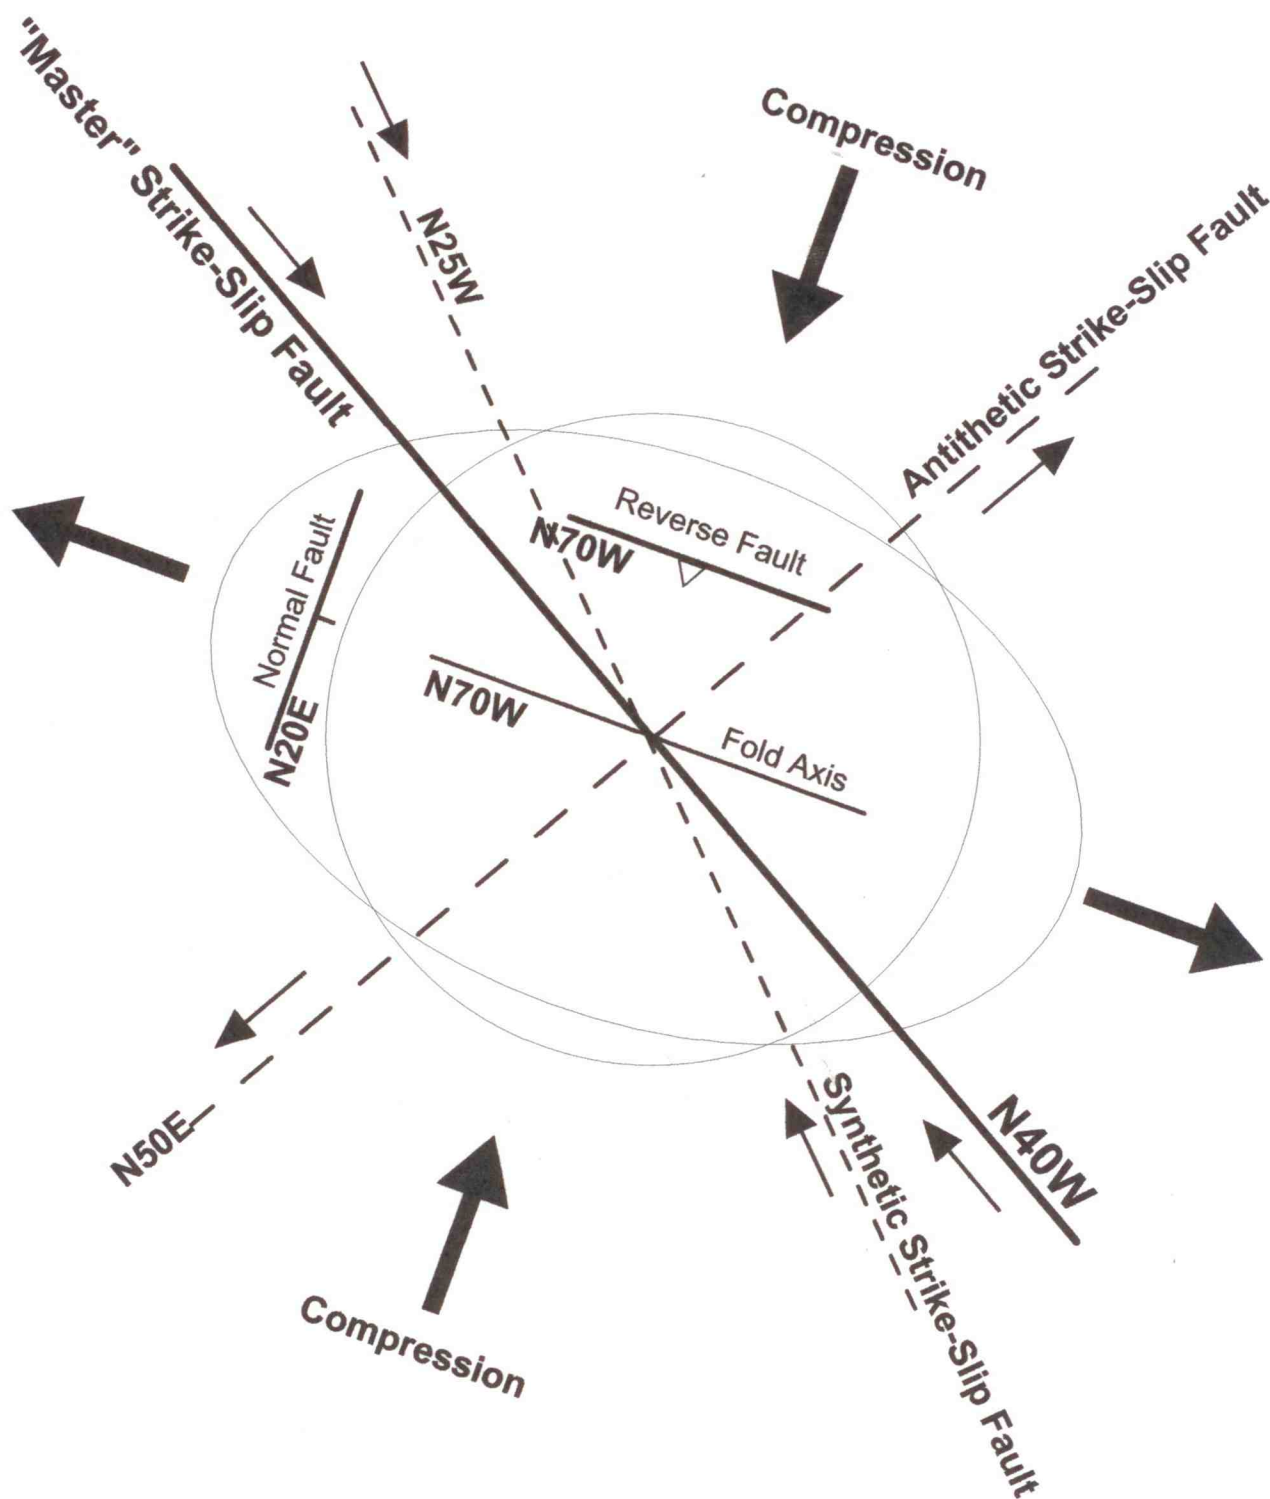 "Master" Strike-Slip Fault
N25W
Compression
Antithetic Strike-Slip Fault
Reverse Fault
N70W
Normal Fault
N20E
N70W
Fold Axis
N50E
Synthetic Strike-Slip Fault
N40W
Compression